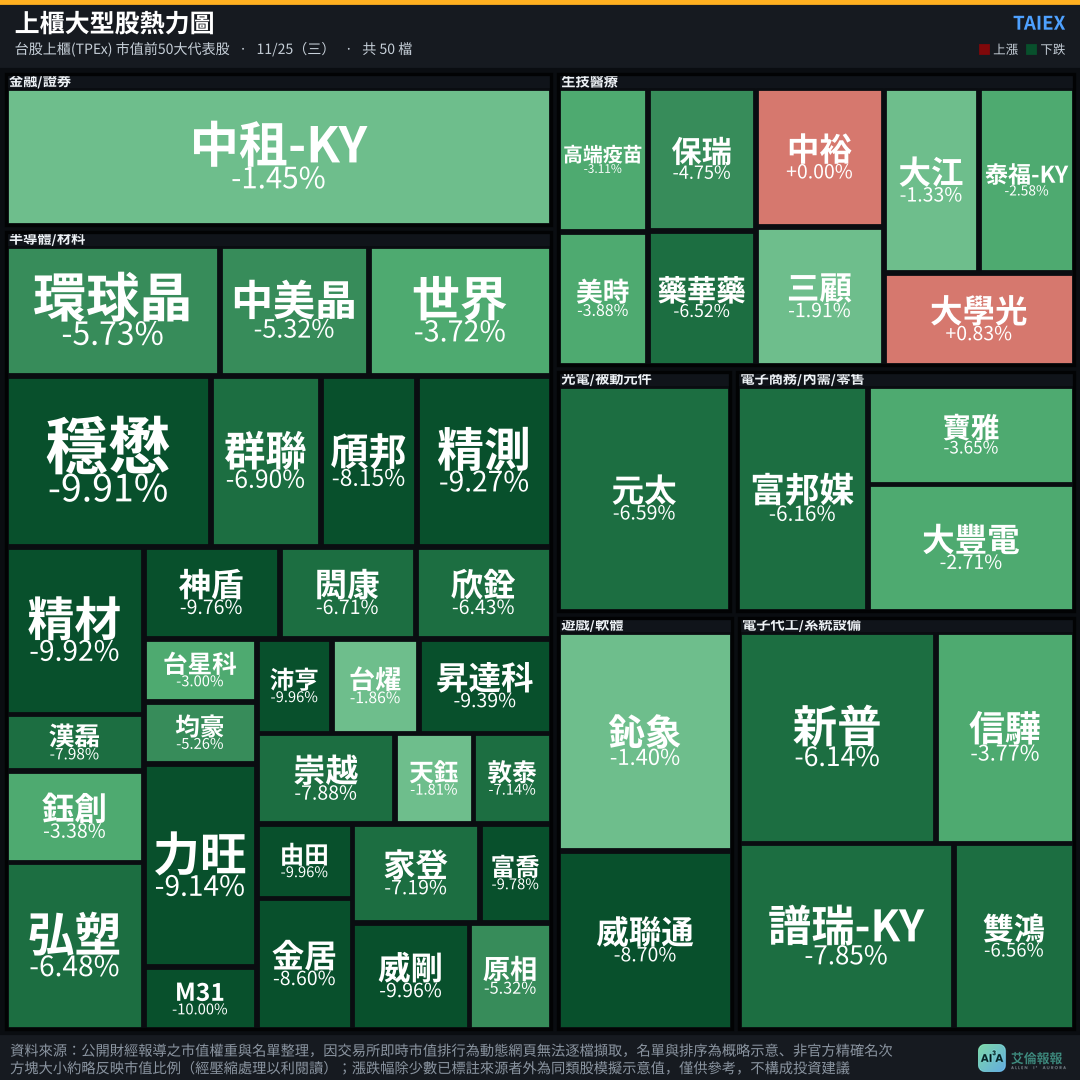 上櫃大型股熱力圖
TAIEX
台股上櫃(TPEx) 市值前50大代表股 · 11/25（三） · 共 50 檔
上漲 下跌
金融/證券
中租-KY
-1.45%
半導體/材料
環球晶
-5.73%
中美晶
-5.32%
世界
-3.72%
穩懋
-9.91%
群聯
-6.90%
頎邦
-8.15%
精測
-9.27%
精材
-9.92%
神盾
-9.76%
閎康
-6.71%
欣銓
-6.43%
台星科
-3.00%
沛亨
-9.96%
台燿
-1.86%
昇達科
-9.39%
漢磊
-7.98%
均豪
-5.26%
崇越
-7.88%
天鈺
-1.81%
敦泰
-7.14%
鈺創
-3.38%
力旺
-9.14%
由田
-9.96%
家登
-7.19%
富喬
-9.78%
弘塑
-6.48%
金居
-8.60%
威剛
-9.96%
原相
-5.32%
M31
-10.00%
生技醫療
高端疫苗
-3.11%
保瑞
-4.75%
中裕
+0.00%
大江
-1.33%
泰福-KY
-2.58%
美時
-3.88%
藥華藥
-6.52%
三顧
-1.91%
大學光
+0.83%
光電/被動元件
元太
-6.59%
電子商務/內需/零售
富邦媒
-6.16%
寶雅
-3.65%
大豐電
-2.71%
遊戲/軟體
鈊象
-1.40%
威聯通
-8.70%
電子代工/系統設備
新普
-6.14%
信驊
-3.77%
譜瑞-KY
-7.85%
雙鴻
-6.56%
資料來源：公開財經報導之市值權重與名單整理，因交易所即時市值排行為動態網頁無法逐檔擷取，名單與排序為概略示意、非官方精確名次
方塊大小約略反映市值比例（經壓縮處理以利閱讀）；漲跌幅除少數已標註來源者外為同類股模擬示意值，僅供參考，不構成投資建議
艾倫報報